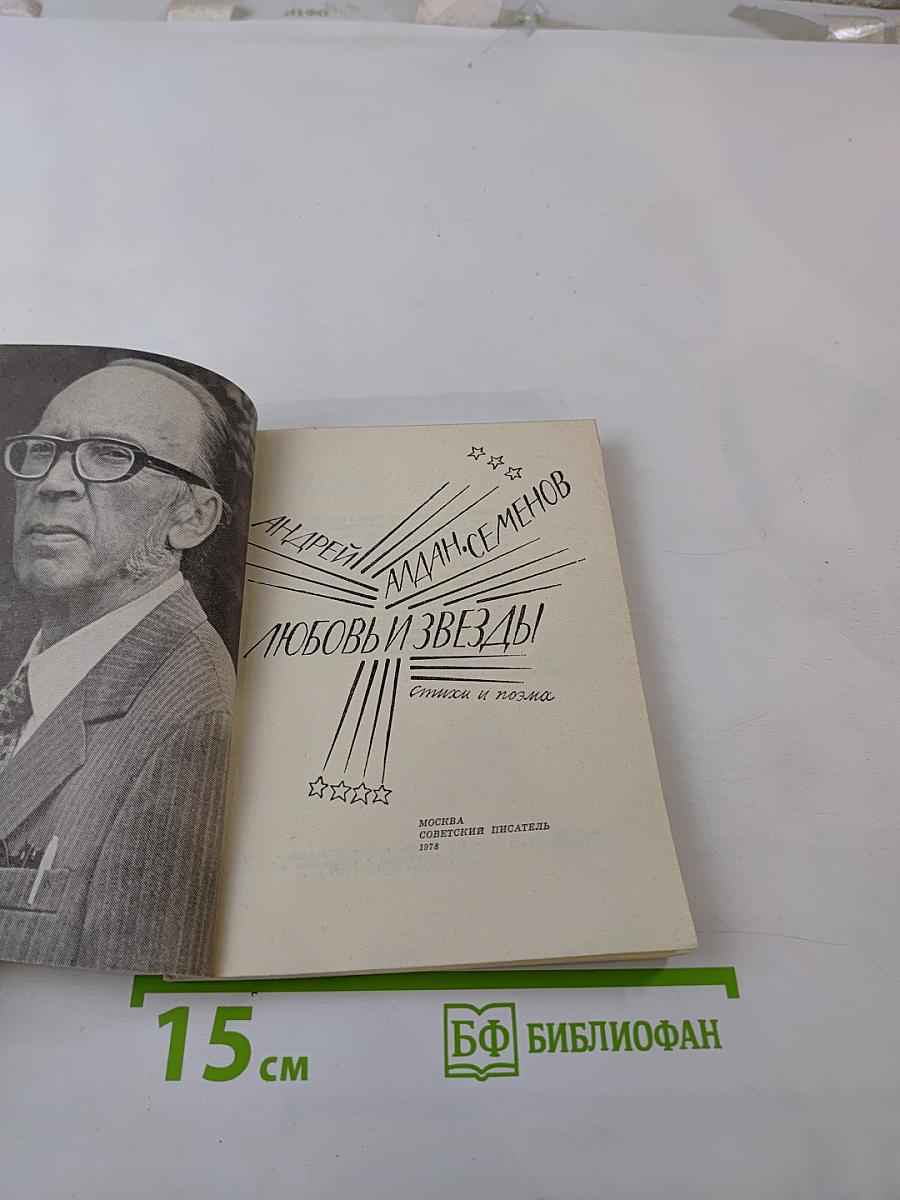 АНДРЕЙ
АЛДАН-СЕМЕНОВ
ЛЮБОВЬ И ЗВЕЗДЫ
стихи и поэма
МОСКВА
СОВЕТСКИЙ ПИСАТЕЛЬ
1978
15 см
БФ БИБЛИОФАН